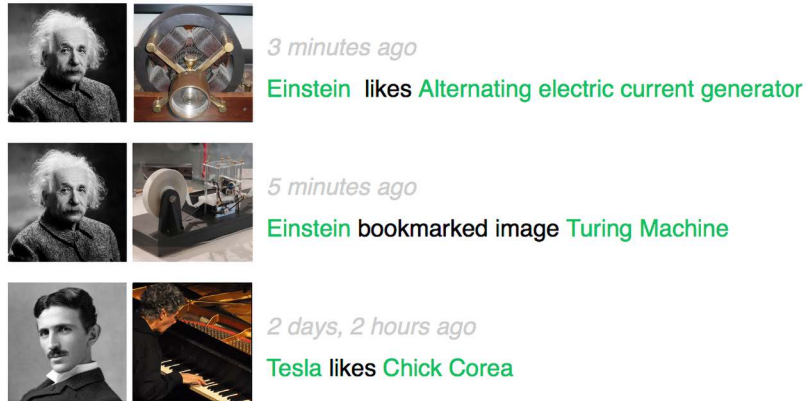 3 minutes ago
Einstein likes Alternating electric current generator
5 minutes ago
Einstein bookmarked image Turing Machine
2 days, 2 hours ago
Tesla likes Chick Corea